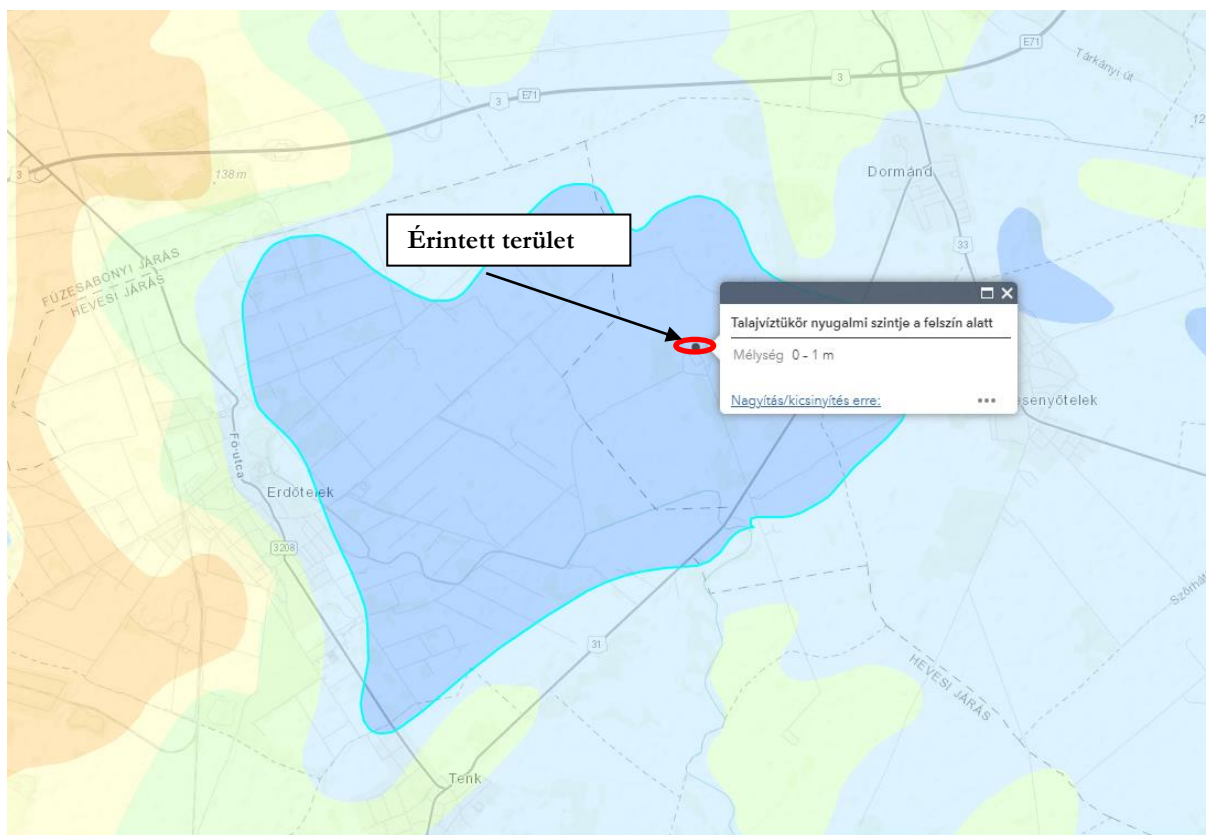 E71
Tárkányi út
3
3
E71
12
3
138 m
Dormánd
Érintett terület
FÜZESABONYI JÁRÁS
HEVESI JÁRÁS
33
Talajvíztükör nyugalmi szintje a felszín alatt
Mélység 0 - 1 m
Nagyítás/kicsinyítés erre:
•••
esenyőtelek
Fő utca
Erdőtelek
3208
31
HEVESI JÁRÁS
Tenk